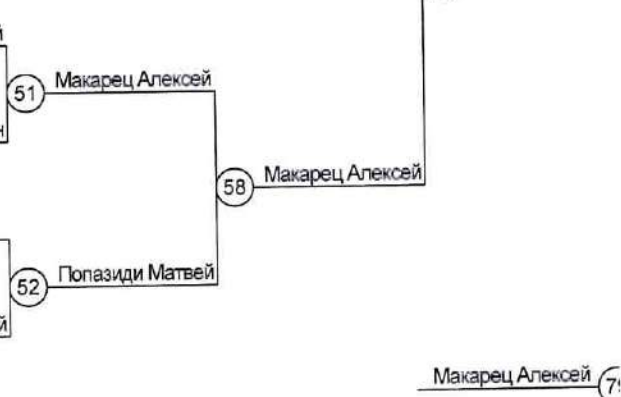 й
51 Макарец Алексей
н
58 Макарец Алексей
52 Попазиди Матвей
й
Макарец Алексей